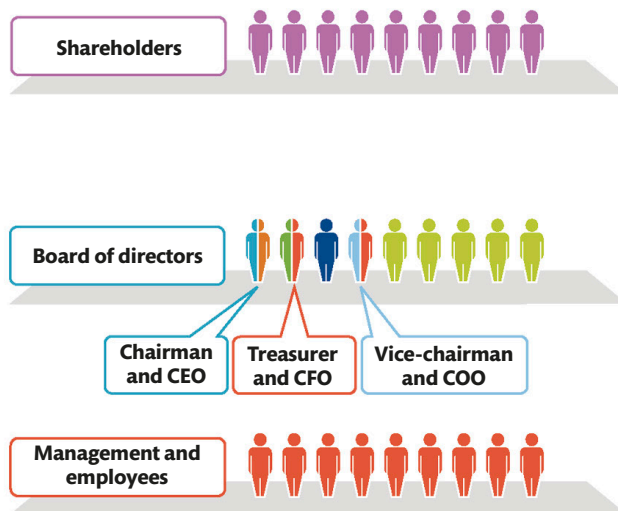 Shareholders
Board of directors
Chairman
and CEO
Treasurer
and CFO
Vice-chairman
and COO
Management and
employees